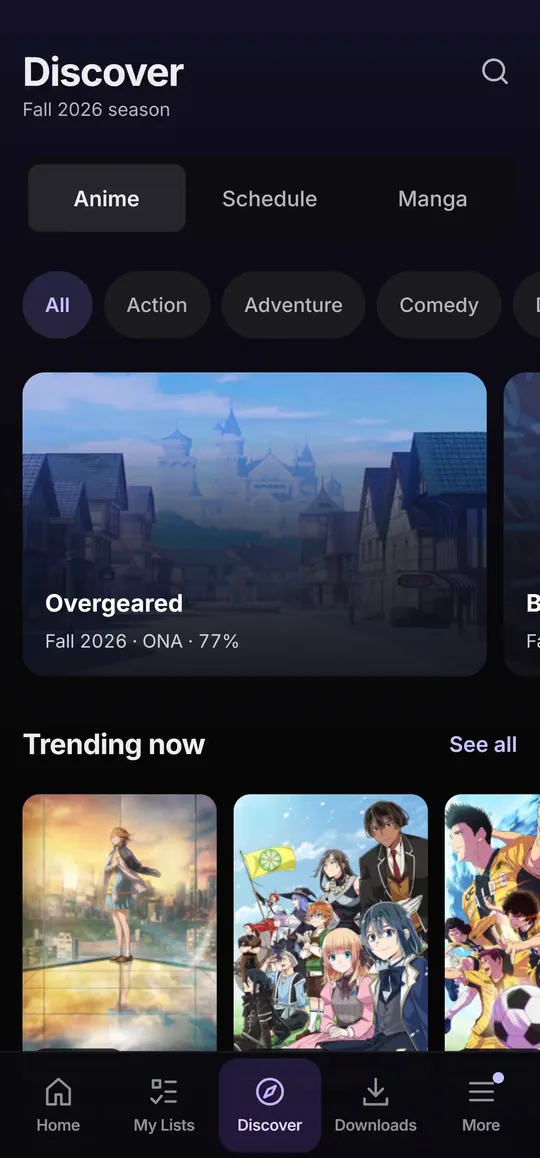 Discover
Fall 2026 season
Anime
Schedule
Manga
All
Action
Adventure
Comedy
Overgeared
Fall 2026 · ONA · 77%
Trending now
See all
Home
My Lists
Discover
Downloads
More